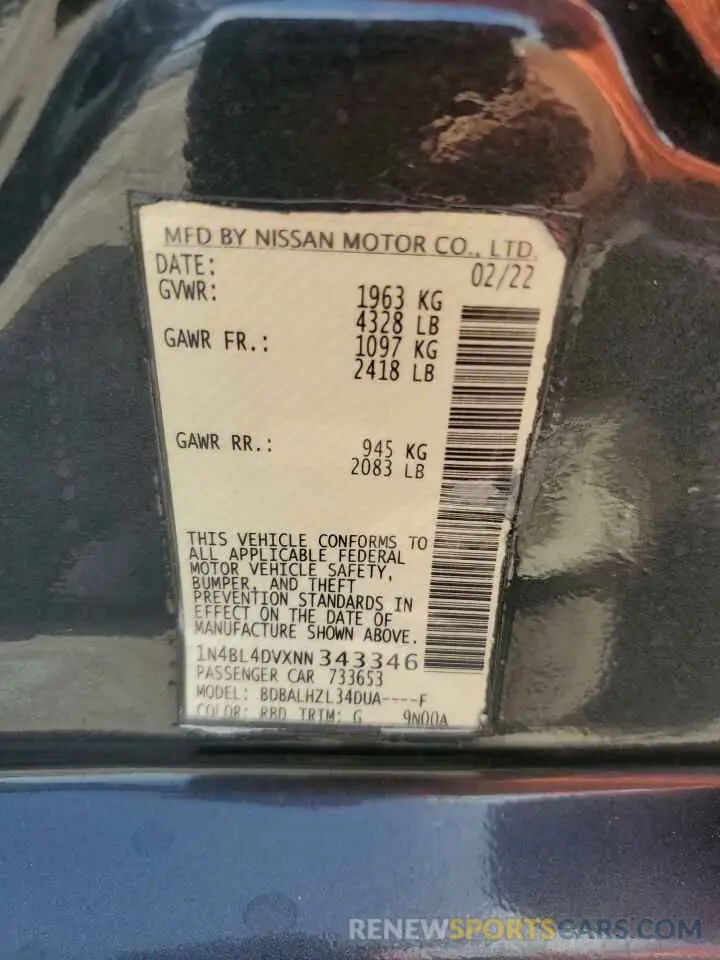 MFD BY NISSAN MOTOR CO., LTD.
DATE: 02/22
GVWR: 1963 KG
4328 LB
GAWR FR.: 1097 KG
2418 LB
GAWR RR.: 945 KG
2083 LB
THIS VEHICLE CONFORMS TO
ALL APPLICABLE FEDERAL
MOTOR VEHICLE SAFETY,
BUMPER, AND THEFT
PREVENTION STANDARDS IN
EFFECT ON THE DATE OF
MANUFACTURE SHOWN ABOVE.
1N4BL4DVXNN343346
PASSENGER CAR 733653
MODEL: BDBALHZL34DUA----F
COLOR: RBD TRIM: G 9N00A
RENEWSPORTSCARS.COM